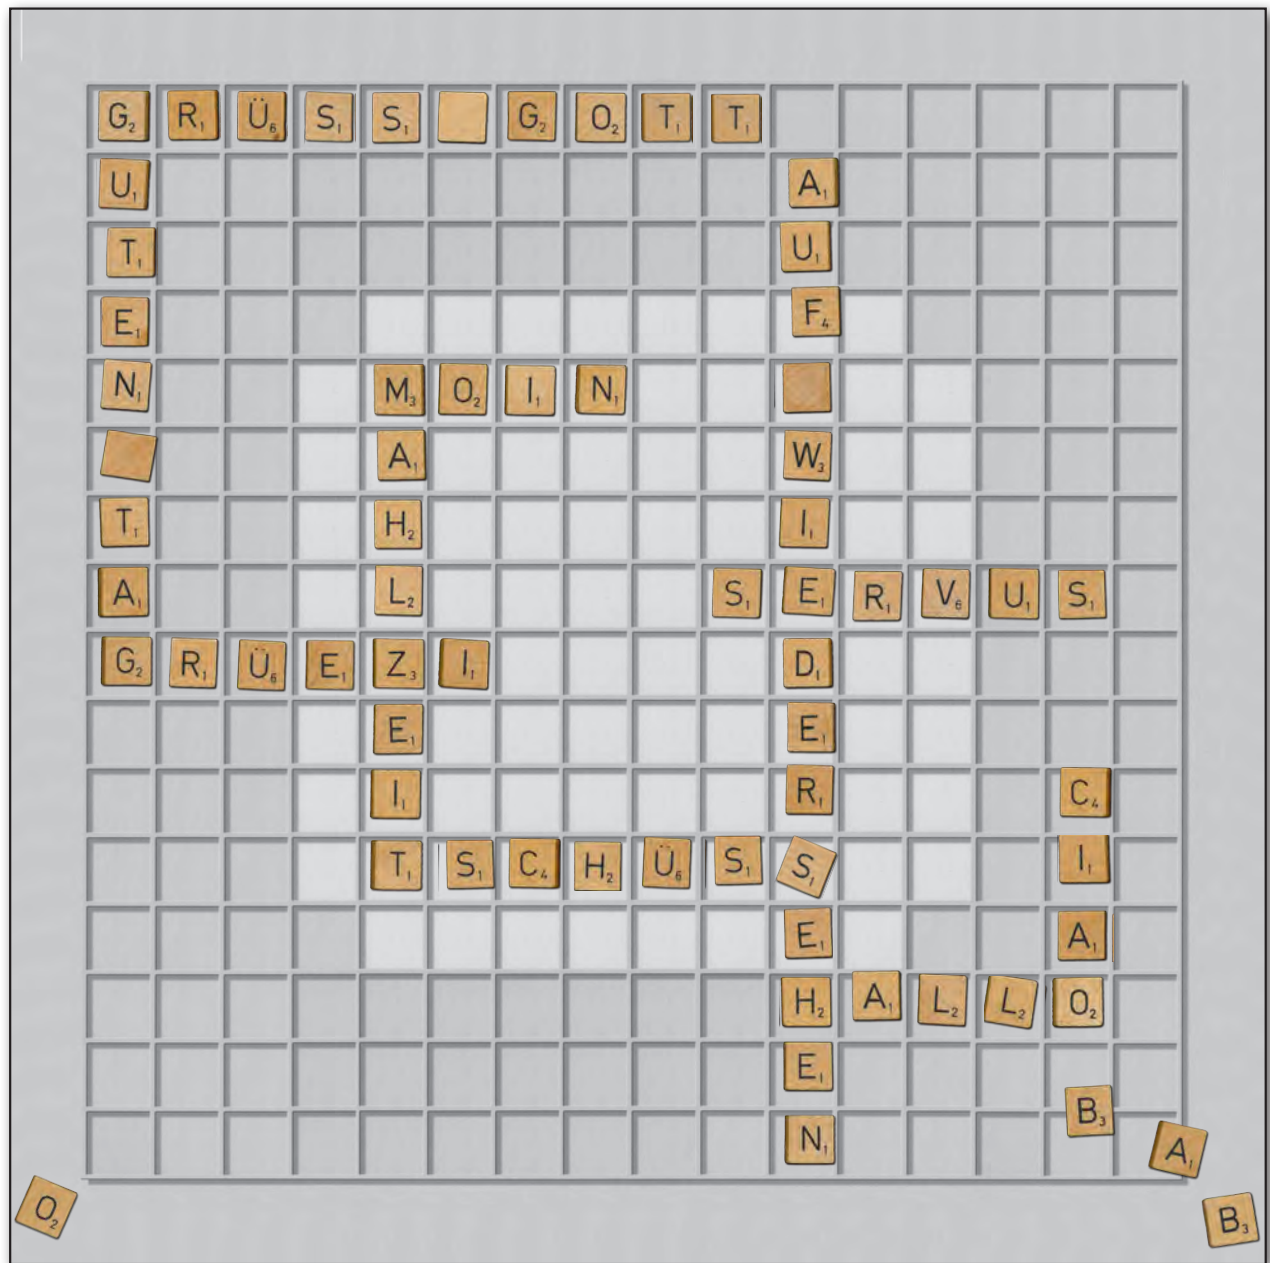 GRÜSS GOTT
GUTEN TAG
AUF WIEDERSEHEN
MOIN
MAHLZEIT
SERVUS
GRÜEZI
CIAO
TSCHÜSS
HALLO
B
A
O
B